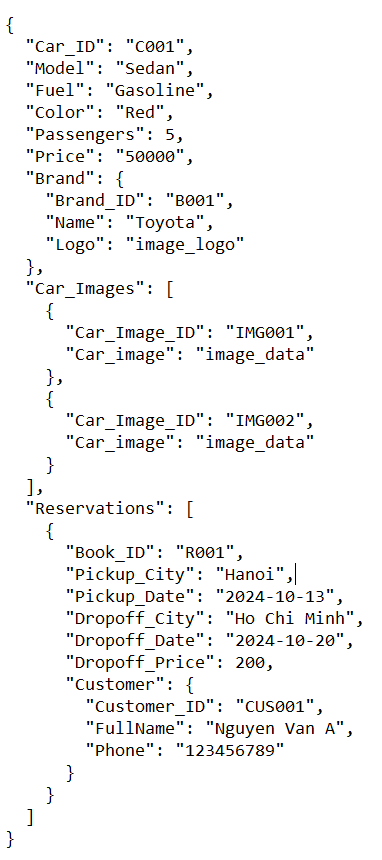 {
  "Car_ID": "C001",
  "Model": "Sedan",
  "Fuel": "Gasoline",
  "Color": "Red",
  "Passengers": 5,
  "Price": "50000",
  "Brand": {
    "Brand_ID": "B001",
    "Name": "Toyota",
    "Logo": "image_logo"
  },
  "Car_Images": [
    {
      "Car_Image_ID": "IMG001",
      "Car_image": "image_data"
    },
    {
      "Car_Image_ID": "IMG002",
      "Car_image": "image_data"
    }
  ],
  "Reservations": [
    {
      "Book_ID": "R001",
      "Pickup_City": "Hanoi",
      "Pickup_Date": "2024-10-13",
      "Dropoff_City": "Ho Chi Minh",
      "Dropoff_Date": "2024-10-20",
      "Dropoff_Price": 200,
      "Customer": {
        "Customer_ID": "CUS001",
        "FullName": "Nguyen Van A",
        "Phone": "123456789"
      }
    }
  ]
}